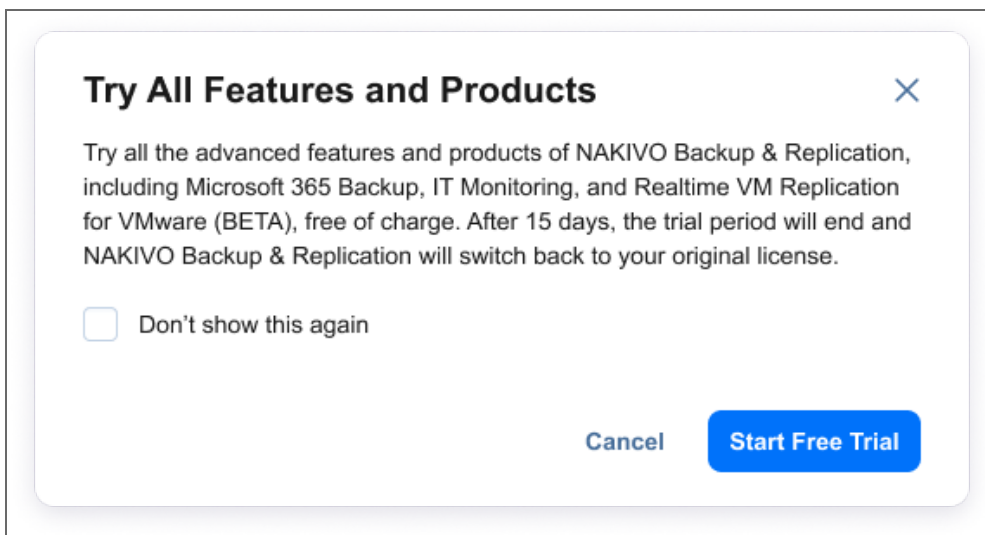 Try All Features and Products
Try all the advanced features and products of NAKIVO Backup & Replication,
including Microsoft 365 Backup, IT Monitoring, and Realtime VM Replication
for VMware (BETA), free of charge. After 15 days, the trial period will end and
NAKIVO Backup & Replication will switch back to your original license.
Don’t show this again
Cancel Start Free Trial